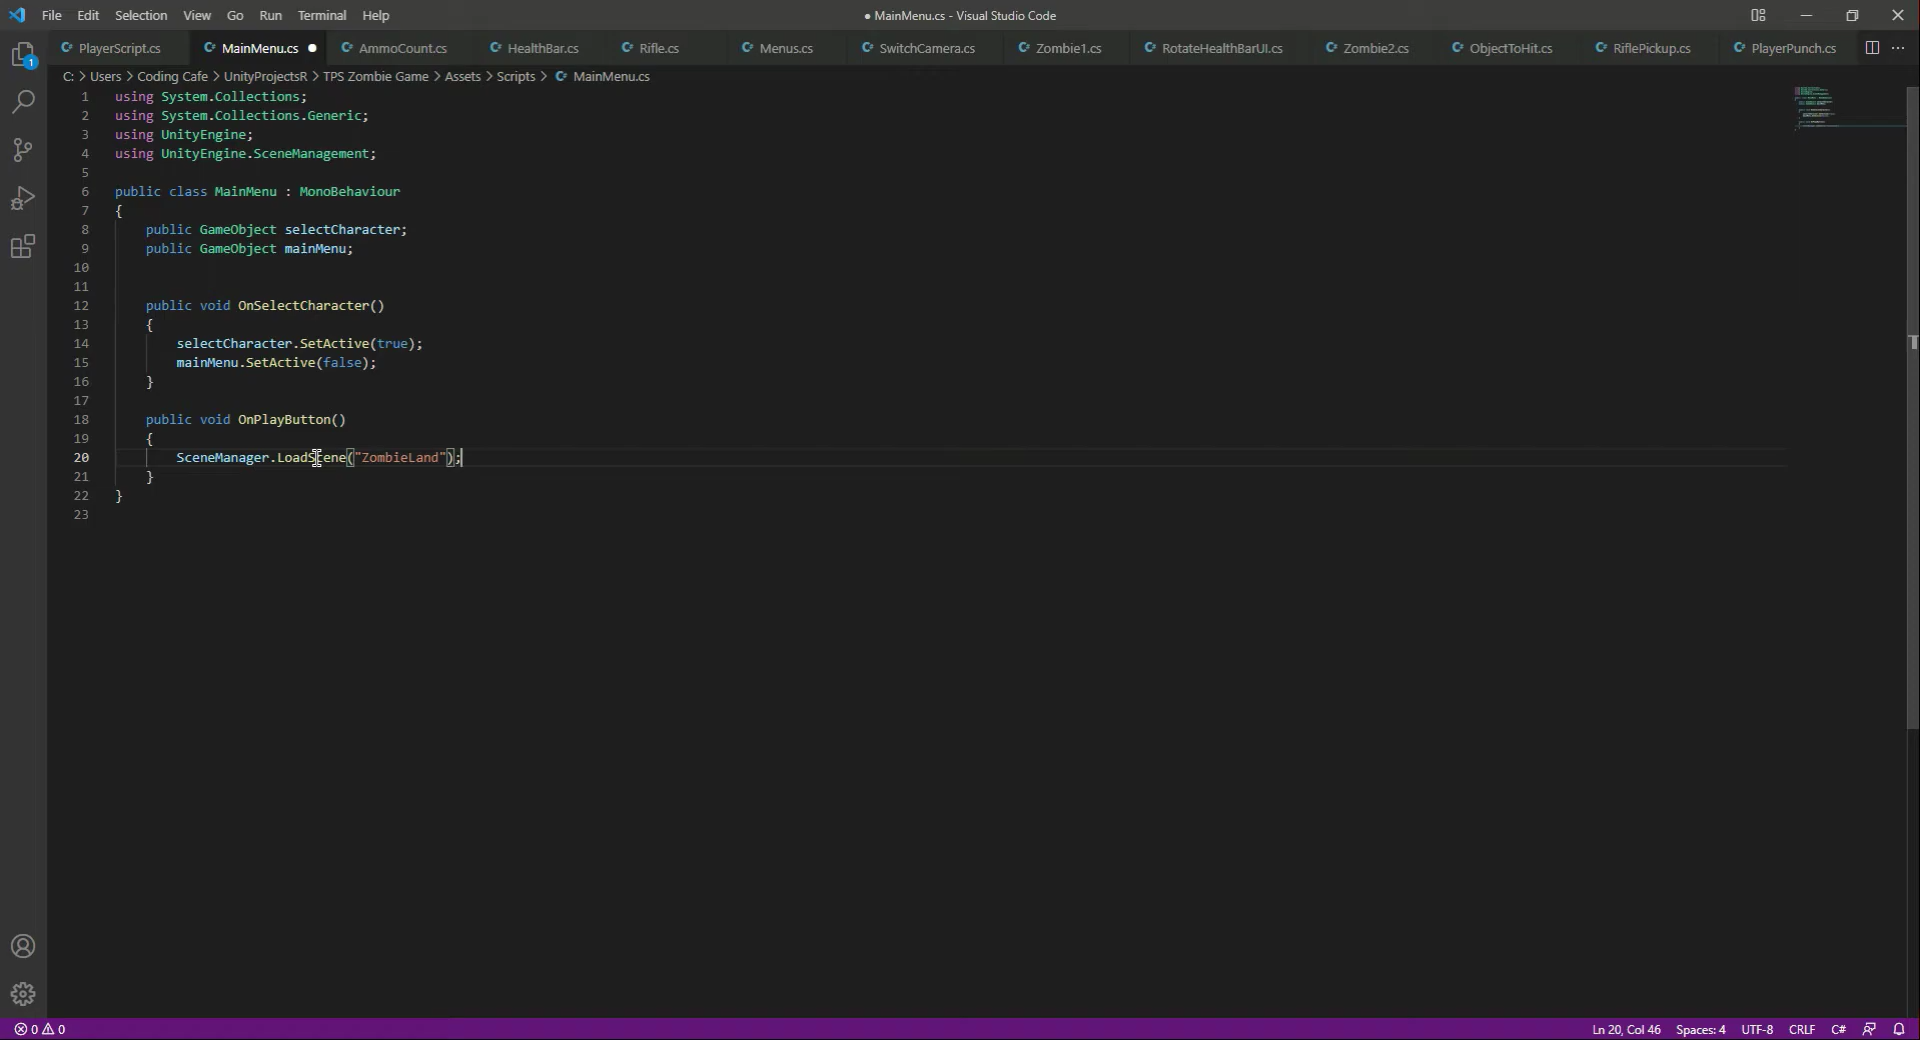 File Edit Selection View Go Run Terminal Help ● MainMenu.cs - Visual Studio Code
PlayerScript.cs MainMenu.cs ● AmmoCount.cs HealthBar.cs Rifle.cs Menus.cs SwitchCamera.cs Zombie1.cs RotateHealthBarUI.cs Zombie2.cs ObjectToHit.cs RiflePickup.cs PlayerPunch.cs ...
C: > Users > Coding Cafe > UnityProjectsR > TPS Zombie Game > Assets > Scripts > MainMenu.cs
1 using System.Collections;
2 using System.Collections.Generic;
3 using UnityEngine;
4 using UnityEngine.SceneManagement;
5
6 public class MainMenu : MonoBehaviour
7 {
8 public GameObject selectCharacter;
9 public GameObject mainMenu;
10
11
12 public void OnSelectCharacter()
13 {
14 selectCharacter.SetActive(true);
15 mainMenu.SetActive(false);
16 }
17
18 public void OnPlayButton()
19 {
20 SceneManager.LoadScene("ZombieLand");
21 }
22 }
23
1
0 0 Ln 20, Col 46 Spaces: 4 UTF-8 CRLF C#